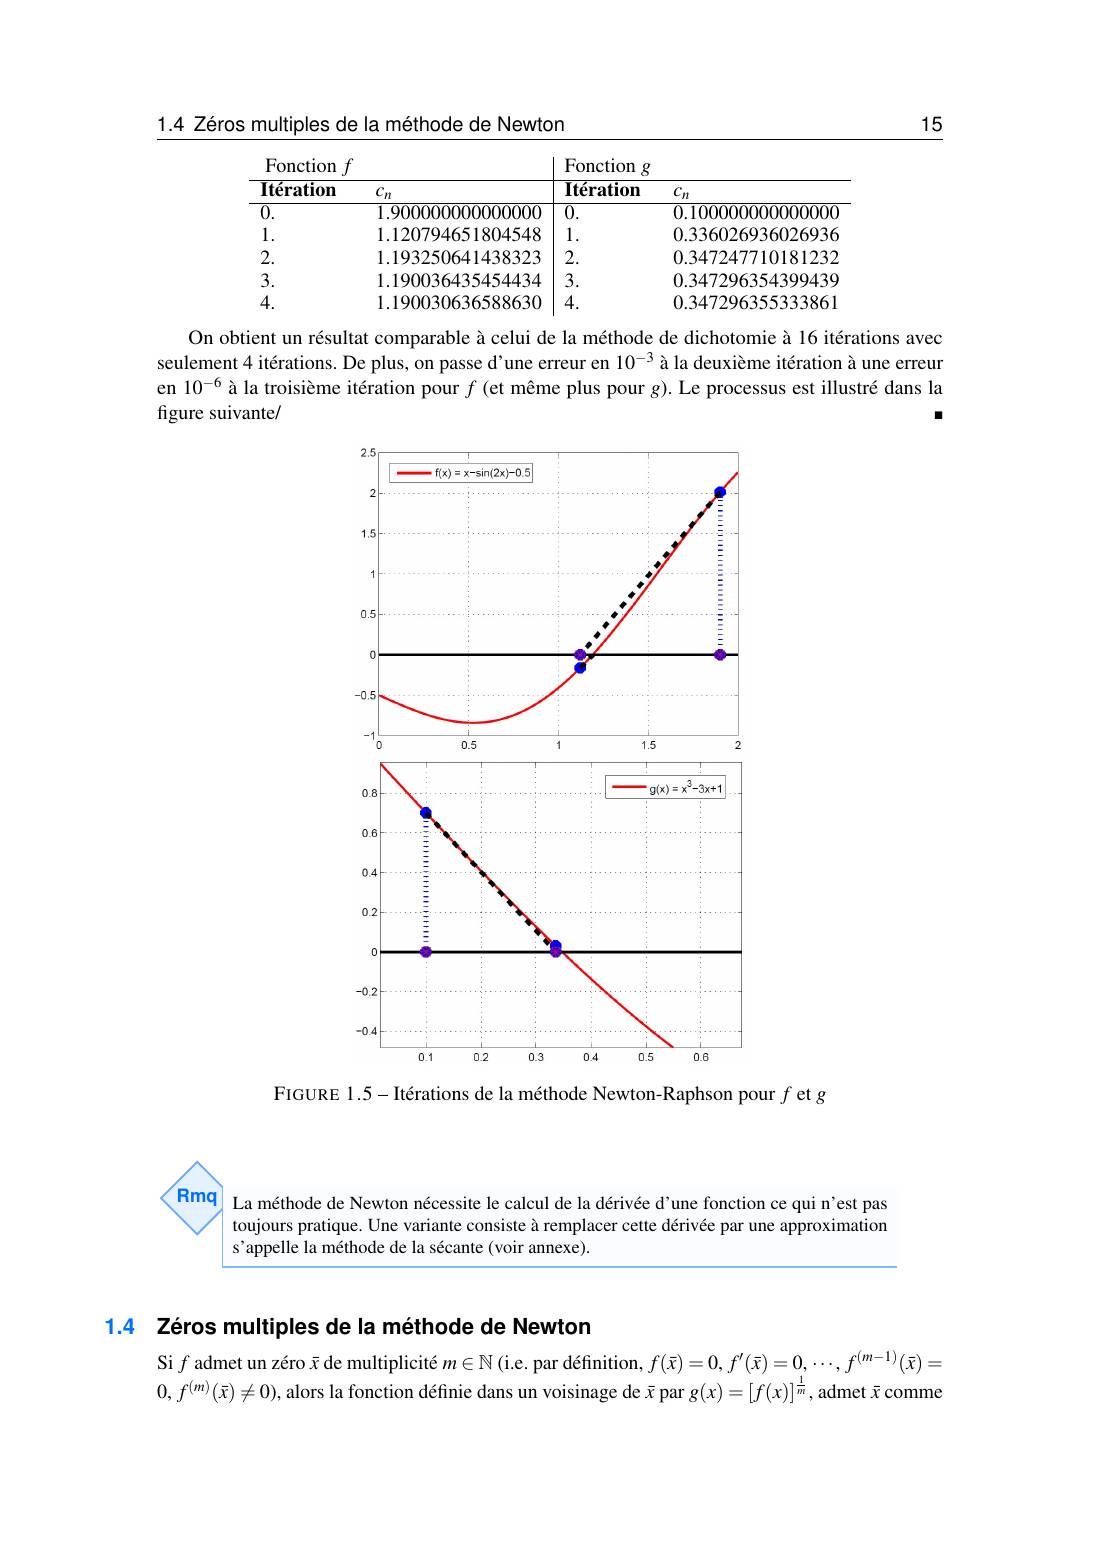 1.4 Zéros multiples de la méthode de Newton 15
Fonction f Fonction g
Itération cₙ Itération cₙ
0. 1.900000000000000 0. 0.100000000000000
1. 1.120794651804548 1. 0.336026936026936
2. 1.193250641438323 2. 0.347247710181232
3. 1.190036435454434 3. 0.347296354399439
4. 1.190030636588630 4. 0.347296355333861
On obtient un résultat comparable à celui de la méthode de dichotomie à 16 itérations avec
seulement 4 itérations. De plus, on passe d'une erreur en 10⁻³ à la deuxième itération à une erreur
en 10⁻⁶ à la troisième itération pour f (et même plus pour g). Le processus est illustré dans la
figure suivante/ ■
2.5
f(x) = x−sin(2x)−0.5
2
1.5
1
0.5
0
−0.5
−1
0 0.5 1 1.5 2
g(x) = x³−3x+1
0.8
0.6
0.4
0.2
0
−0.2
−0.4
0.1 0.2 0.3 0.4 0.5 0.6
FIGURE 1.5 – Itérations de la méthode Newton-Raphson pour f et g
Rmq
La méthode de Newton nécessite le calcul de la dérivée d'une fonction ce qui n'est pas
toujours pratique. Une variante consiste à remplacer cette dérivée par une approximation
s'appelle la méthode de la sécante (voir annexe).
1.4 Zéros multiples de la méthode de Newton
Si f admet un zéro x̄ de multiplicité m ∈ ℕ (i.e. par définition, f(x̄) = 0, f′(x̄) = 0, ⋯, f⁽ᵐ⁻¹⁾(x̄) =
0, f⁽ᵐ⁾(x̄) ≠ 0), alors la fonction définie dans un voisinage de x̄ par g(x) = [f(x)]^(1/m), admet x̄ comme